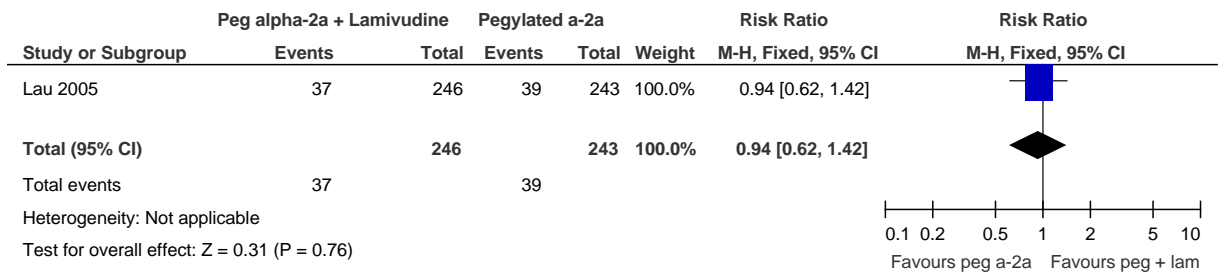 Peg alpha-2a + Lamivudine Pegylated a-2a Risk Ratio Risk Ratio
Study or Subgroup Events Total Events Total Weight M-H, Fixed, 95% CI M-H, Fixed, 95% CI
Lau 2005 37 246 39 243 100.0% 0.94 [0.62, 1.42]
Total (95% CI) 246 243 100.0% 0.94 [0.62, 1.42]
Total events 37 39
Heterogeneity: Not applicable
Test for overall effect: Z = 0.31 (P = 0.76)
0.1 0.2 0.5 1 2 5 10
Favours peg a-2a Favours peg + lam